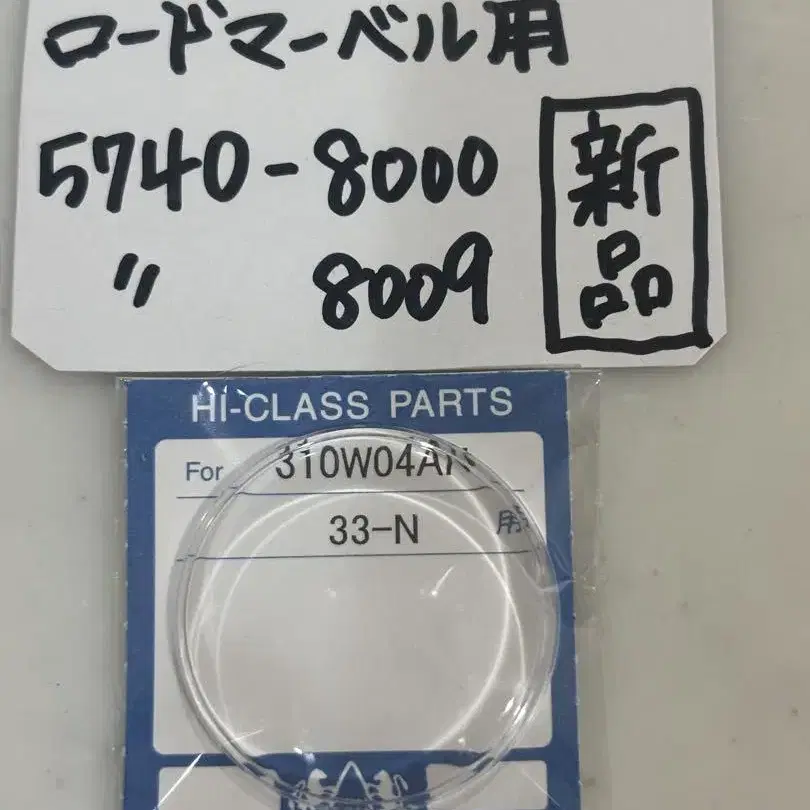 ロードマーベル用
5740-8000
〃 8009
新品
HI-CLASS PARTS
For 310W04AN
33-N 用